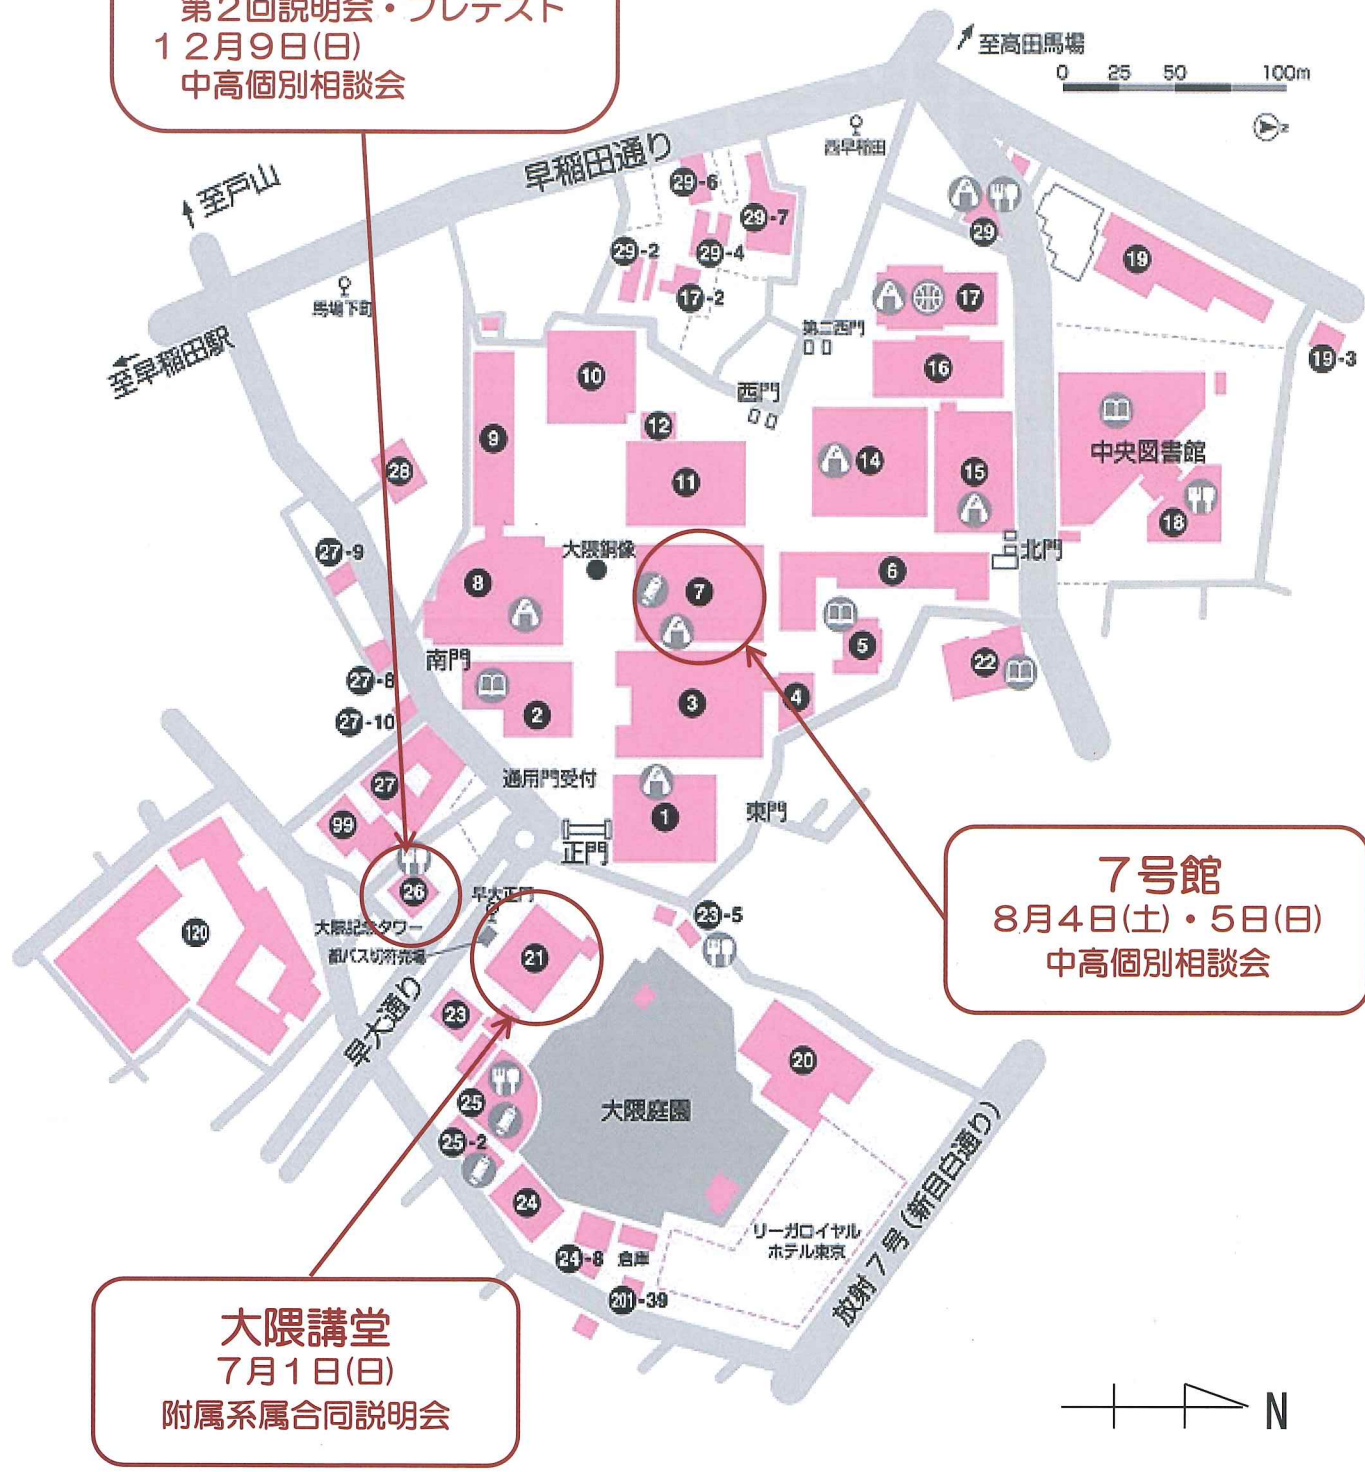 第2回説明会・プレテスト
12月9日(日)
中高個別相談会
至高田馬場
0 25 50 100m
N
早稲田通り
西早稲田
至戸山
29-6
29-7
29
29-2
29-4
19
17-2
17
馬場下町
第二西門
19-3
至早稲田駅
10
16
西門
12
9
中央図書館
28
11
14
15
18
27-9
大隈銅像
北門
8
7
6
5
南門
22
27-8
2
3
4
27-10
通用門受付
27
1
東門
99
正門
7号館
8月4日(土)・5日(日)
中高個別相談会
26
早大正門
23-5
120
大隈記念タワー
都バス切符売場
21
早大通り
23
20
25
大隈庭園
25-2
24
リーガロイヤル
ホテル東京
放射7号(新目白通り)
24-8
倉庫
201-39
大隈講堂
7月1日(日)
附属系属合同説明会
N